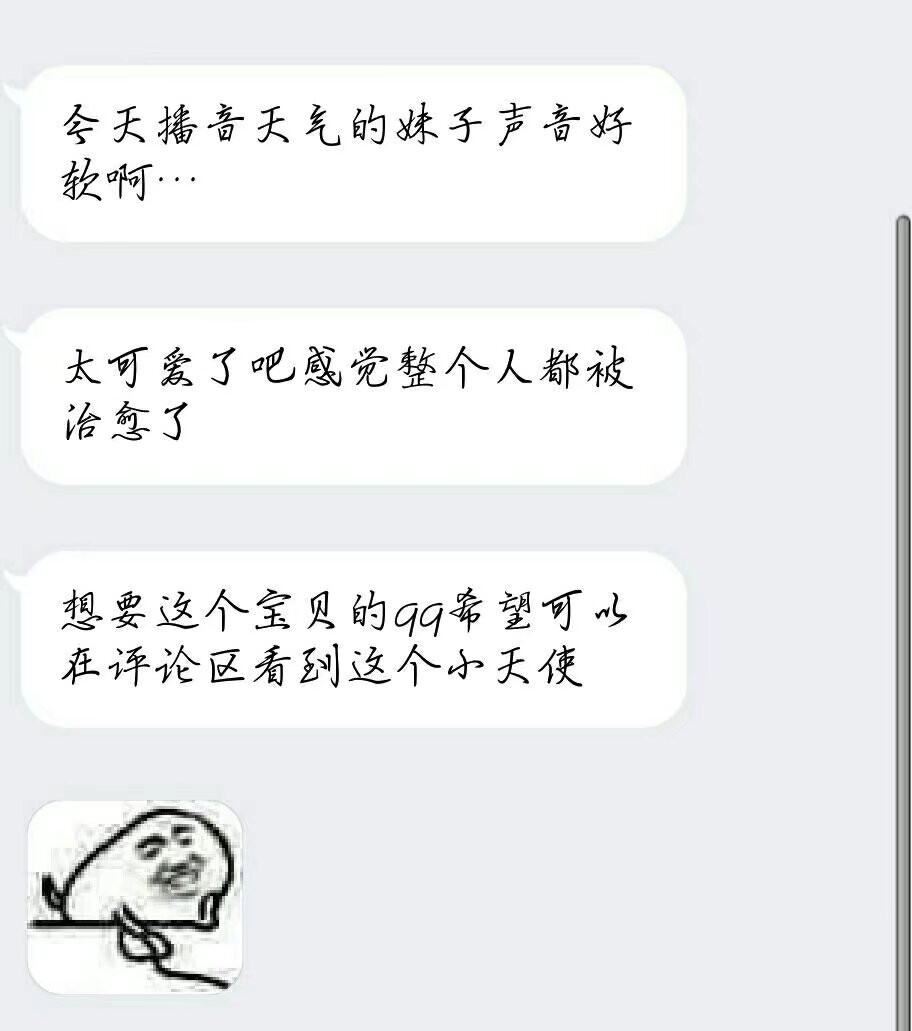 今天播音天气的妹子声音好
软啊…
太可爱了吧感觉整个人都被
治愈了
想要这个宝贝的qq希望可以
在评论区看到这个小天使